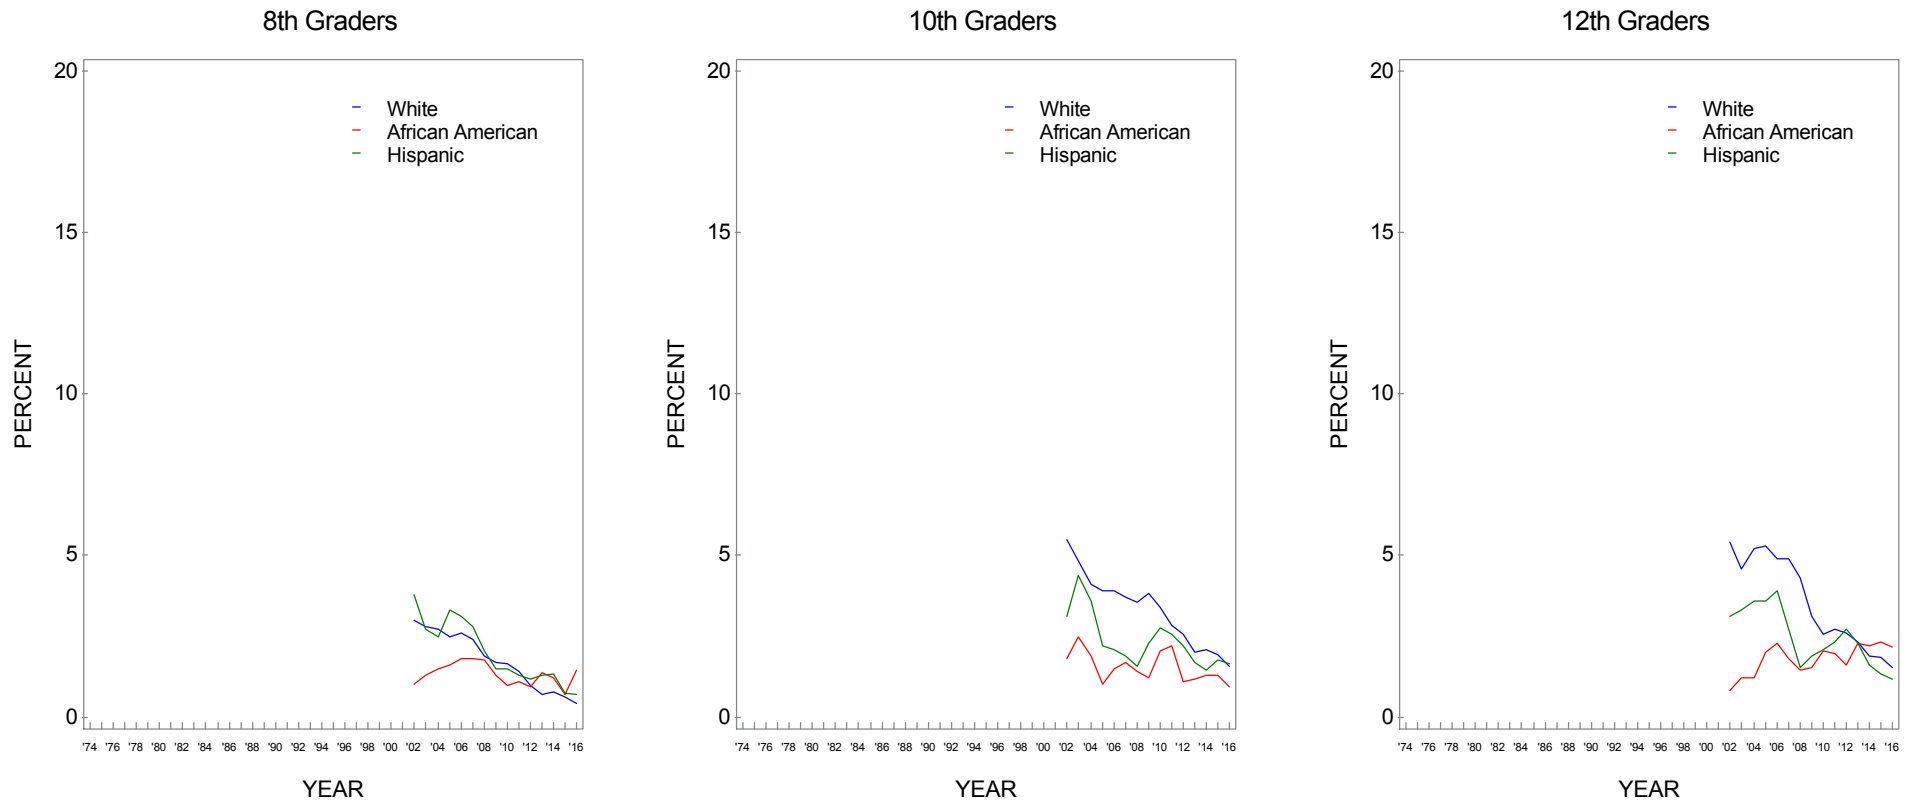 8th Graders
20
15
10
5
0
PERCENT
White
African American
Hispanic
'74 '76 '78 '80 '82 '84 '86 '88 '90 '92 '94 '96 '98 '00 '02 '04 '06 '08 '10 '12 '14 '16
YEAR
10th Graders
20
15
10
5
0
PERCENT
White
African American
Hispanic
'74 '76 '78 '80 '82 '84 '86 '88 '90 '92 '94 '96 '98 '00 '02 '04 '06 '08 '10 '12 '14 '16
YEAR
12th Graders
20
15
10
5
0
PERCENT
White
African American
Hispanic
'74 '76 '78 '80 '82 '84 '86 '88 '90 '92 '94 '96 '98 '00 '02 '04 '06 '08 '10 '12 '14 '16
YEAR